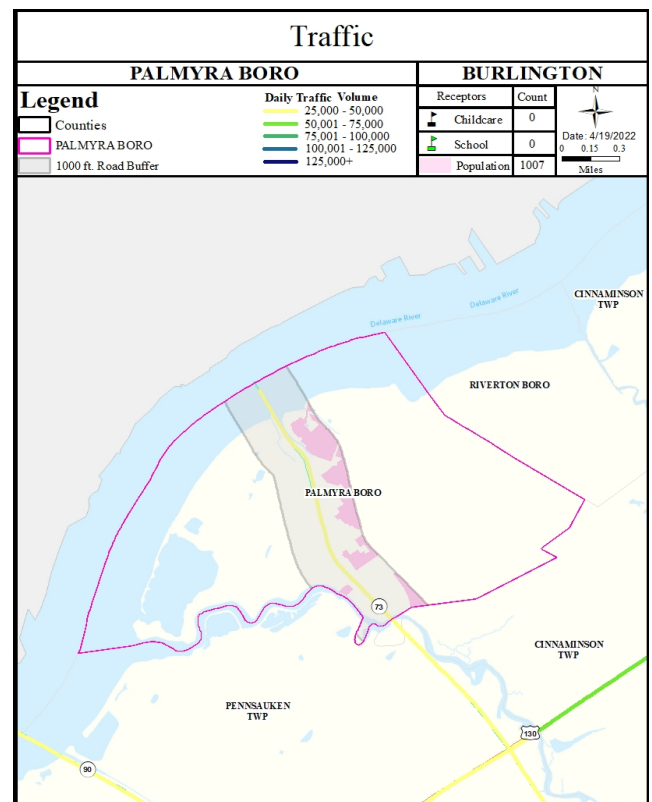 Traffic
PALMYRA BORO
BURLINGTON
Legend
Counties
PALMYRA BORO
1000 ft. Road Buffer
Daily Traffic Volume
25,000 - 50,000
50,001 - 75,000
75,001 - 100,000
100,001 - 125,000
125,000+
Receptors Count
Childcare 0
School 0
Population 1007
N
Date: 4/19/2022
0 0.15 0.3
Miles
CINNAMINSON
TWP
Delaware River
Delaware River
RIVERTON BORO
PALMYRA BORO
73
CINNAMINSON
TWP
PENNSAUKEN
TWP
130
90